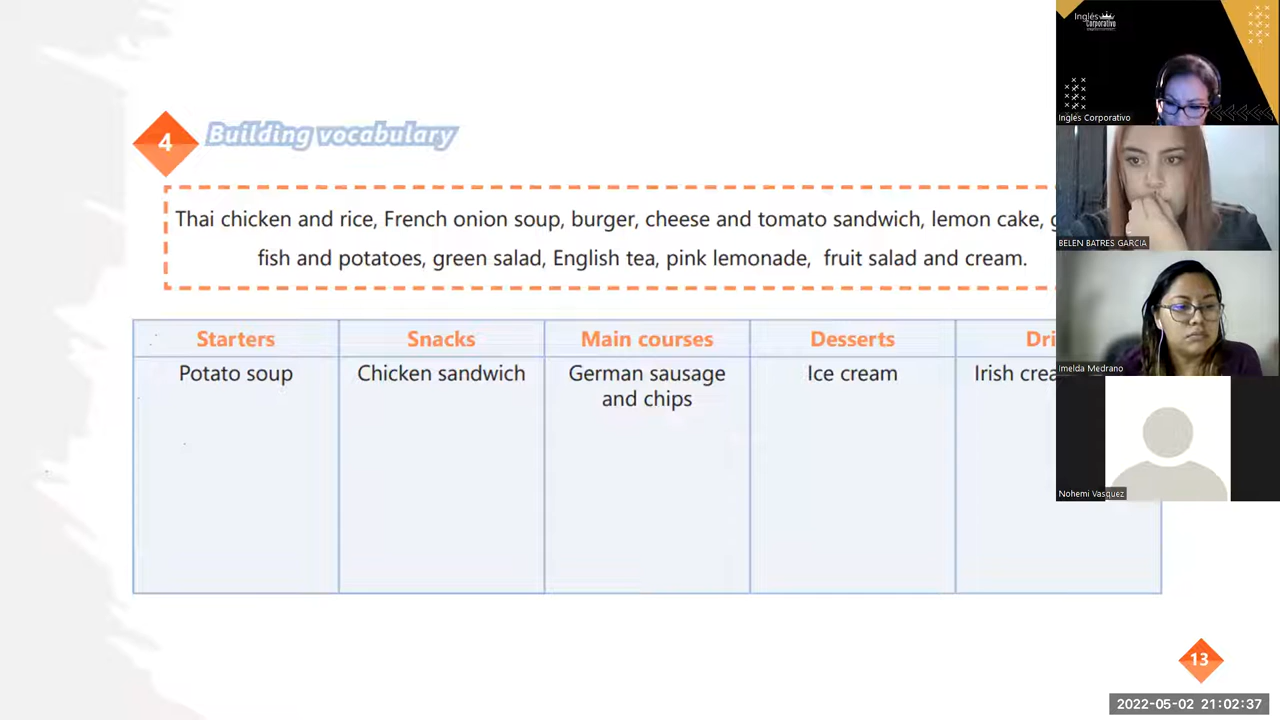 4
Building vocabulary
Thai chicken and rice, French onion soup, burger, cheese and tomato sandwich, lemon cake,
fish and potatoes, green salad, English tea, pink lemonade, fruit salad and cream.
Starters
Snacks
Main courses
Desserts
Potato soup
Chicken sandwich
German sausage
and chips
Ice cream
Irish
13
Inglés
Corporativo
Inglés Corporativo
BELEN BATRES GARCIA
Imelda Medrano
Nohemi Vasquez
2022-05-02 21:02:37